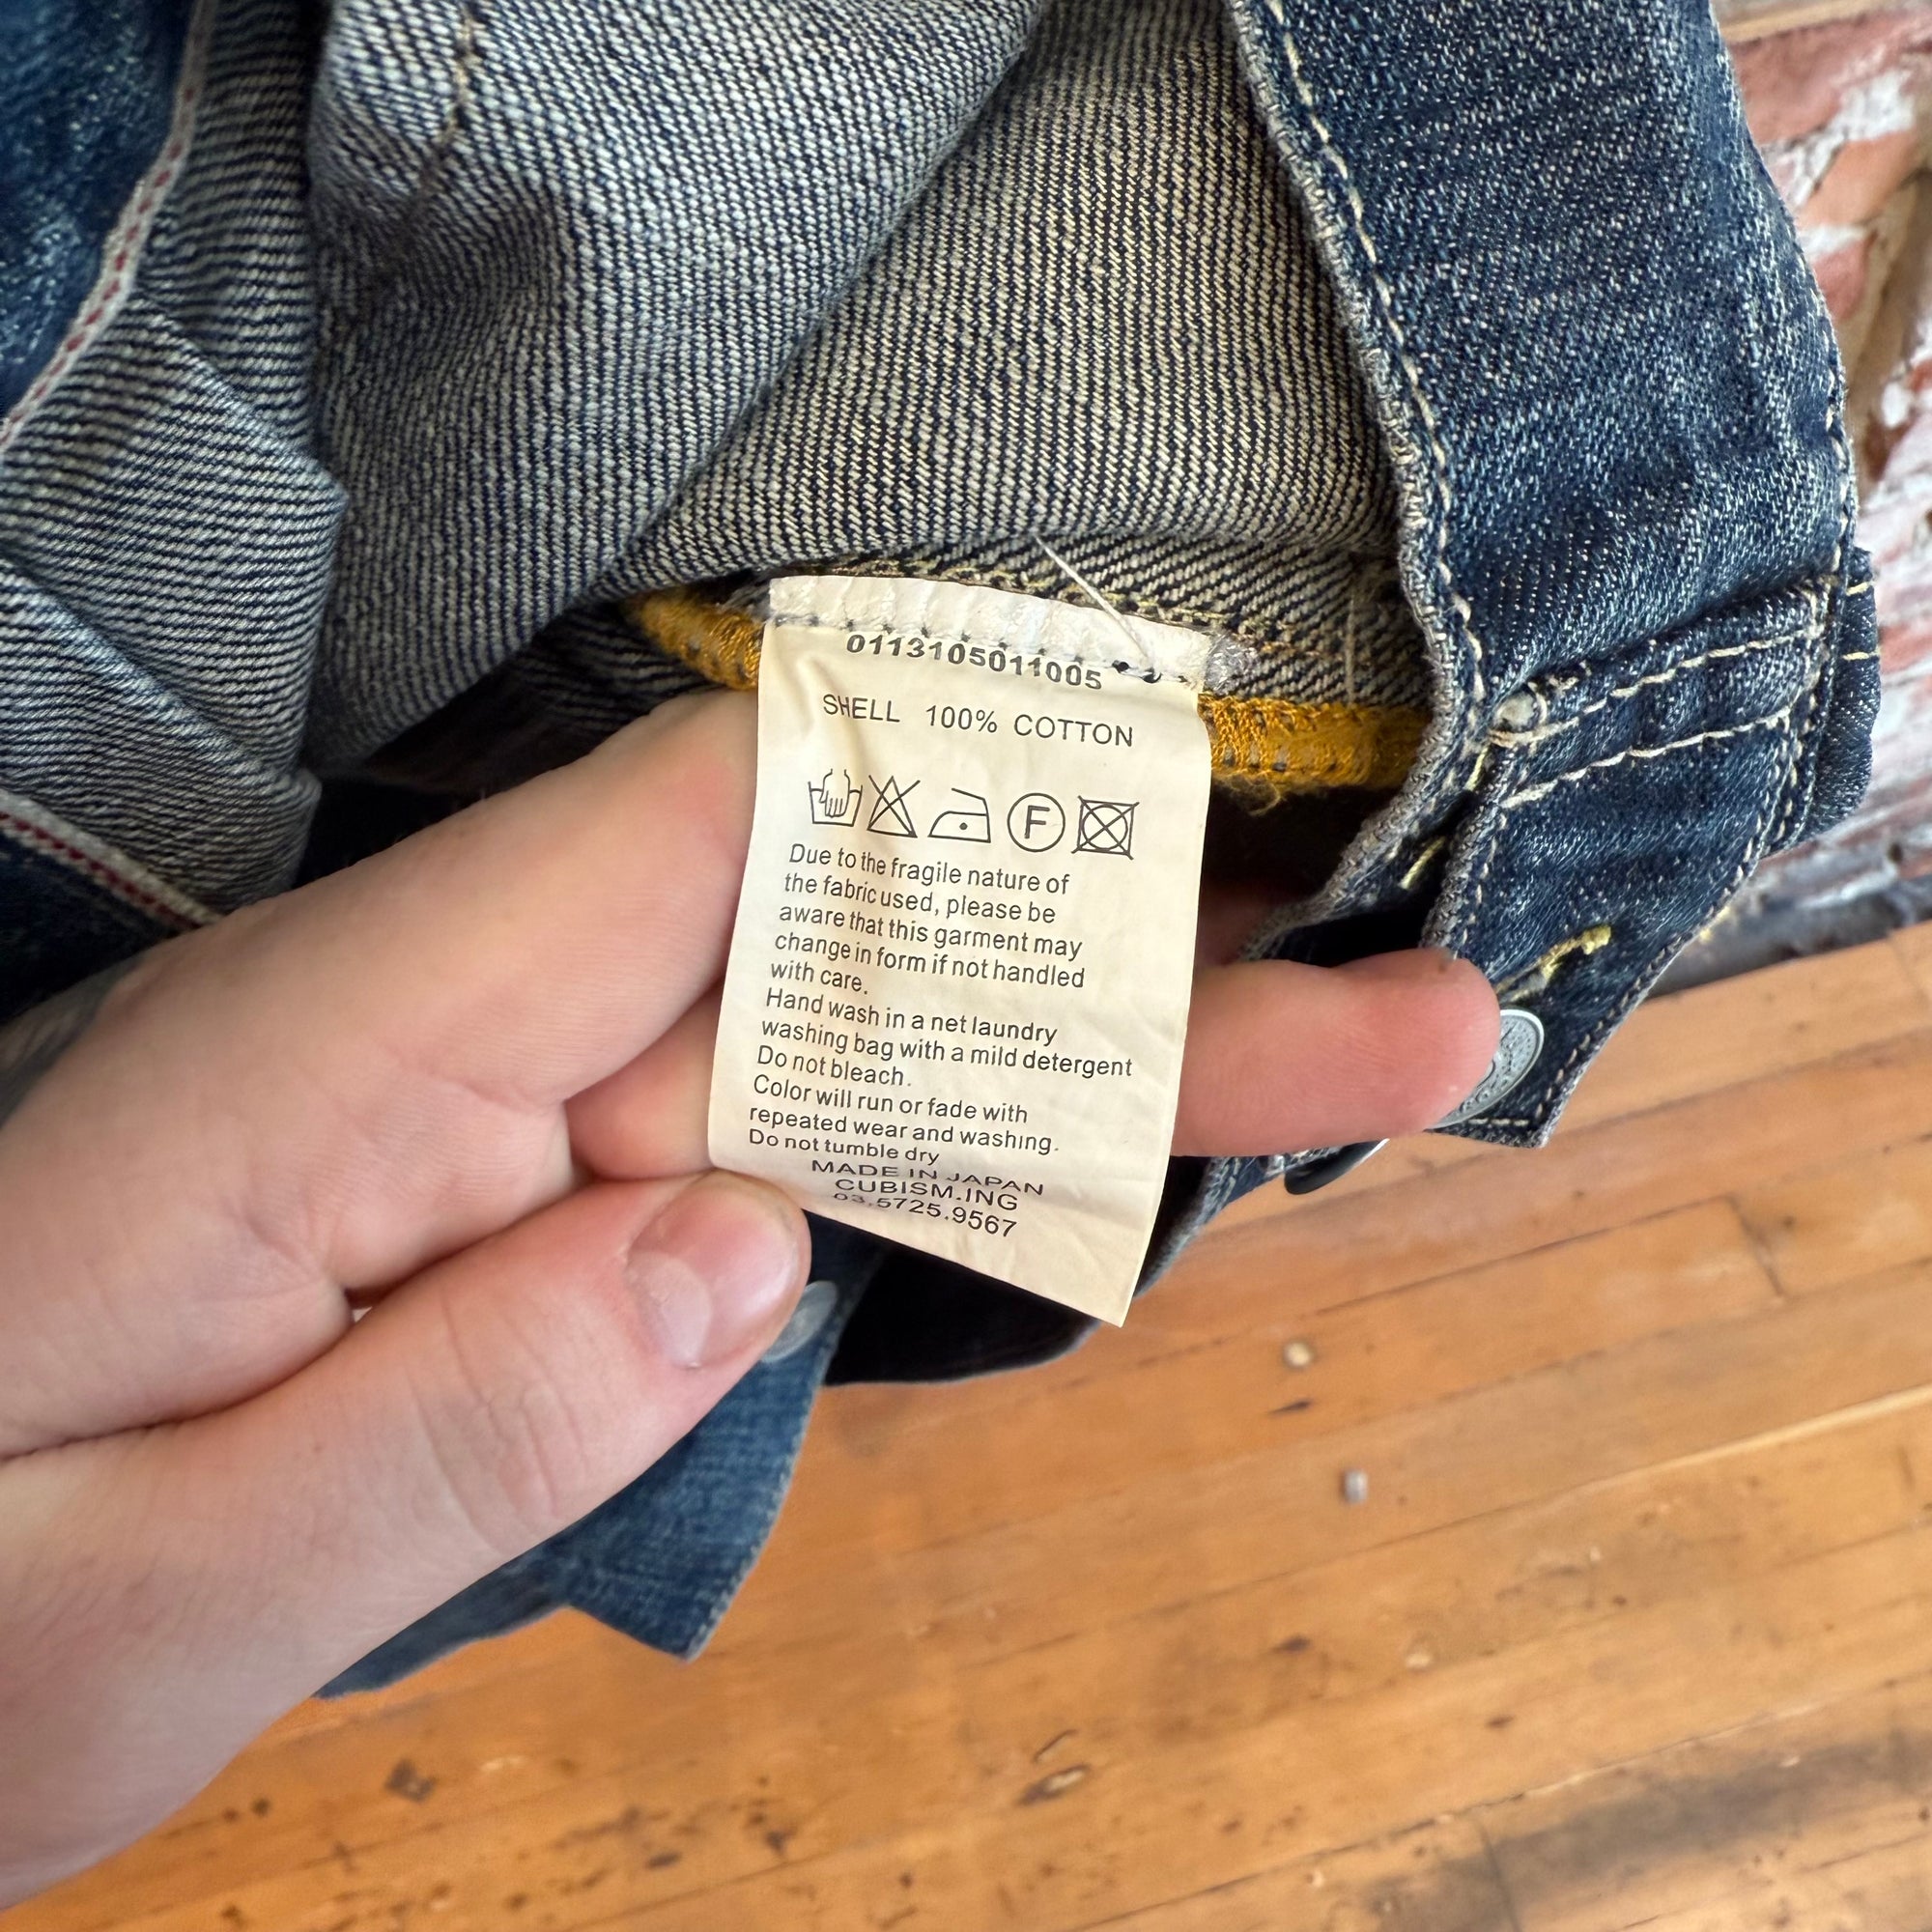 0113105011005
SHELL 100% COTTON
F
Due to the fragile nature of
the fabric used, please be
aware that this garment may
change in form if not handled
with care.
Hand wash in a net laundry
washing bag with a mild detergent
Do not bleach.
Color will run or fade with
repeated wear and washing.
Do not tumble dry
MADE IN JAPAN
CUBISM.ING
03.5725.9567